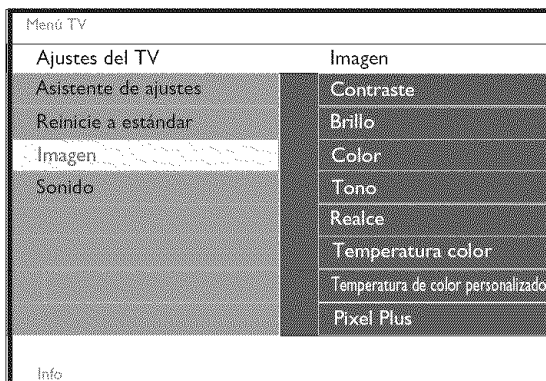 Menú TV
Ajustes del TV
Asistente de ajustes
Reinicie a estándar
Imagen
Sonido
Imagen
Contraste
Brillo
Color
Tono
Realce
Temperatura color
Temperatura de color personalizado
Pixel Plus
Info